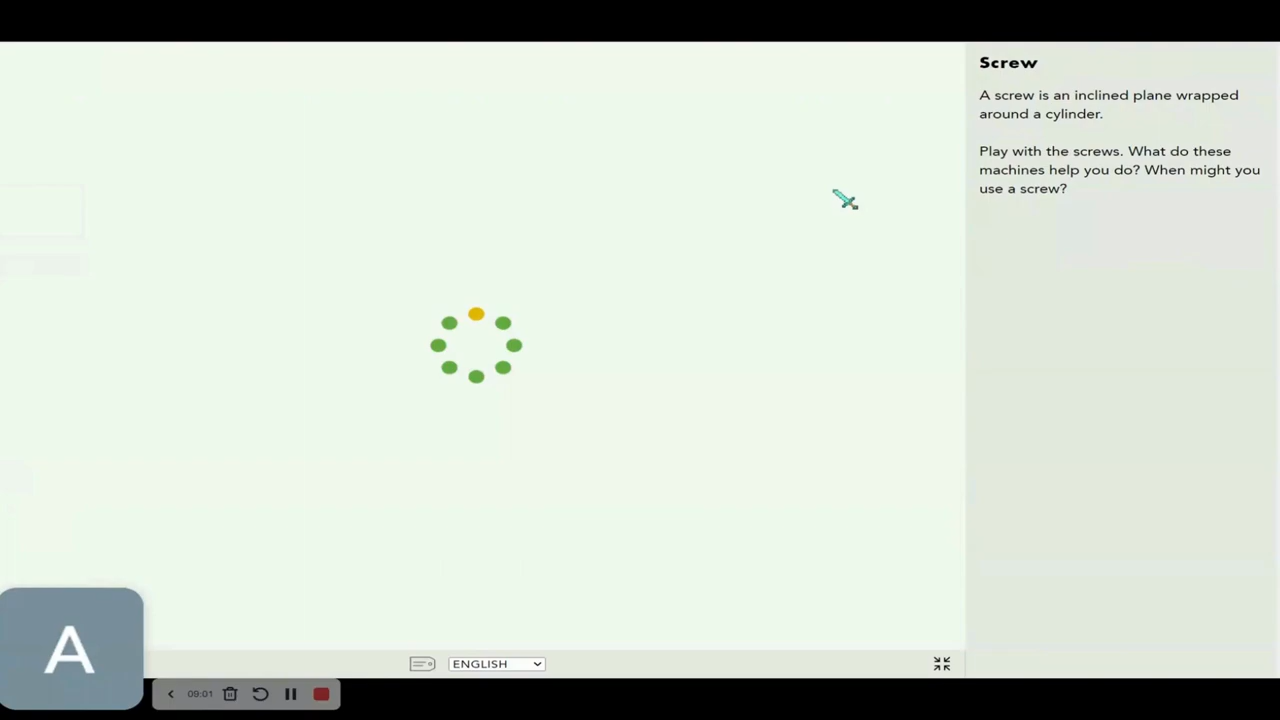 Screw
A screw is an inclined plane wrapped
around a cylinder.
Play with the screws. What do these
machines help you do? When might you
use a screw?
A
ENGLISH
09:01